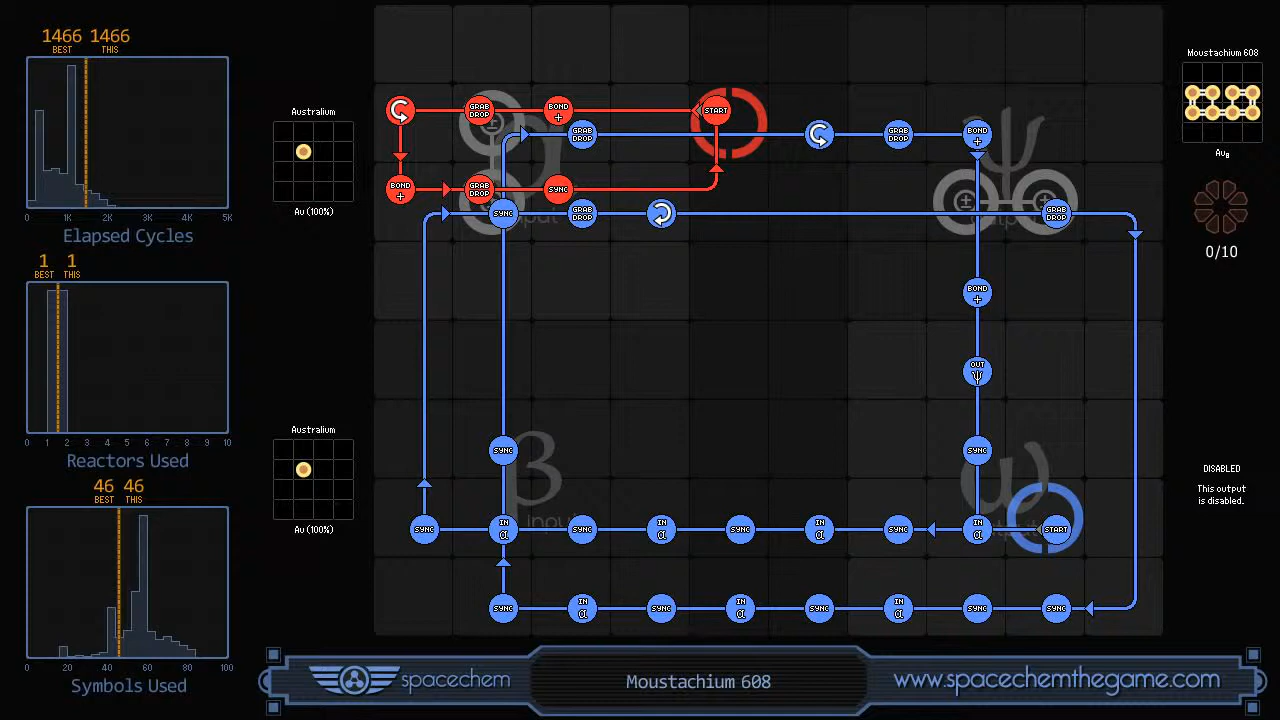 1466 1466
BEST THIS
0 1K 2K 3K 4K 5K
Elapsed Cycles
1 1
BEST THIS
0 1 2 3 4 5 6 7 8 9 10
Reactors Used
46 46
BEST THIS
0 20 40 60 80 100
Symbols Used
Australium
Au (100%)
Australium
Au (100%)
GRAB DROP
BOND +
START
GRAB DROP
GRAB DROP
BOND +
BOND +
GRAB DROP
SYNC
SYNC
GRAB DROP
GRAB DROP
BOND +
OUT ψ
SYNC
β
SYNC
ω
SYNC
IN α
SYNC
IN α
SYNC
IN α
SYNC
IN α
START
SYNC
IN α
SYNC
IN α
SYNC
IN α
SYNC
SYNC
Moustachium 608
Au8
0/10
DISABLED
This output
is disabled.
spacechem
Moustachium 608
www.spacechemthegame.com